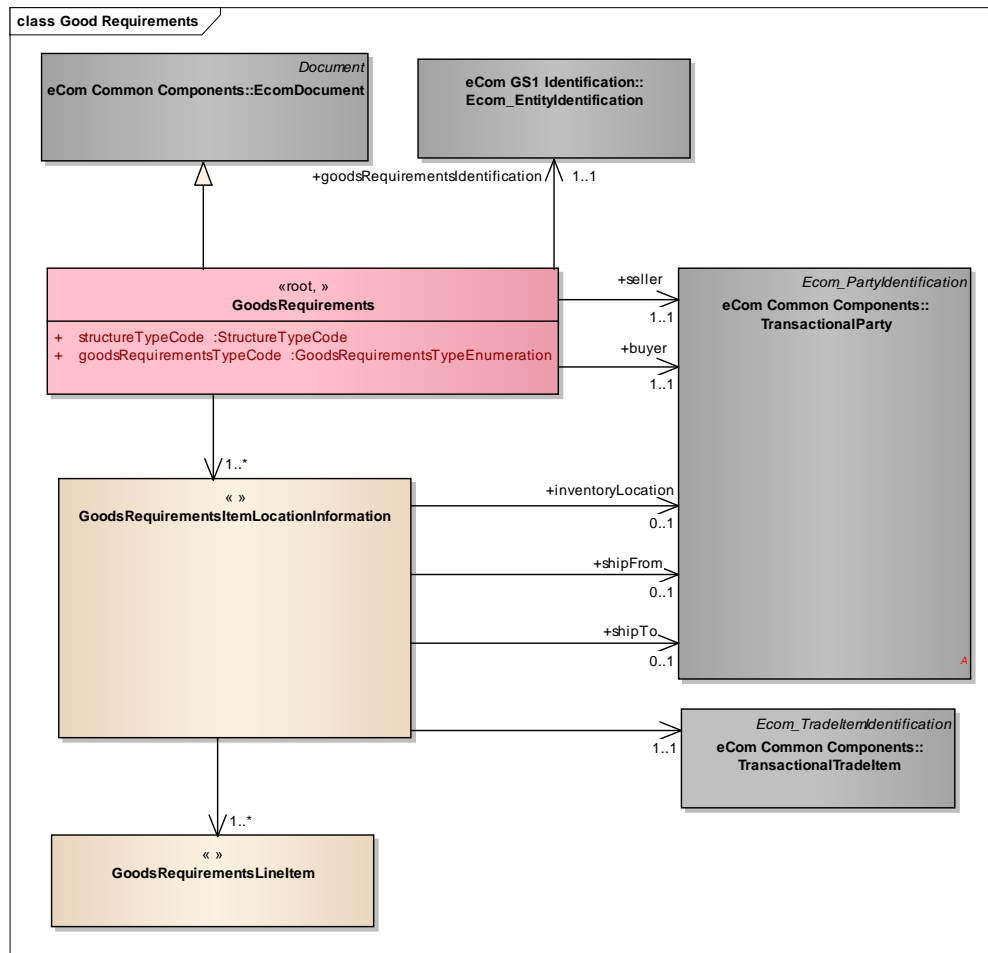 class Good Requirements
Document
eCom Common Components::EcomDocument
eCom GS1 Identification::
Ecom_EntityIdentification
+goodsRequirementsIdentification
1..1
«root, »
GoodsRequirements
+ structureTypeCode :StructureTypeCode
+ goodsRequirementsTypeCode :GoodsRequirementsTypeEnumeration
+seller
1..1
+buyer
1..1
Ecom_PartyIdentification
eCom Common Components::
TransactionalParty
A
1..*
« »
GoodsRequirementsItemLocationInformation
+inventoryLocation
0..1
+shipFrom
0..1
+shipTo
0..1
1..1
Ecom_TradeItemIdentification
eCom Common Components::
TransactionalTradeItem
1..*
« »
GoodsRequirementsLineItem